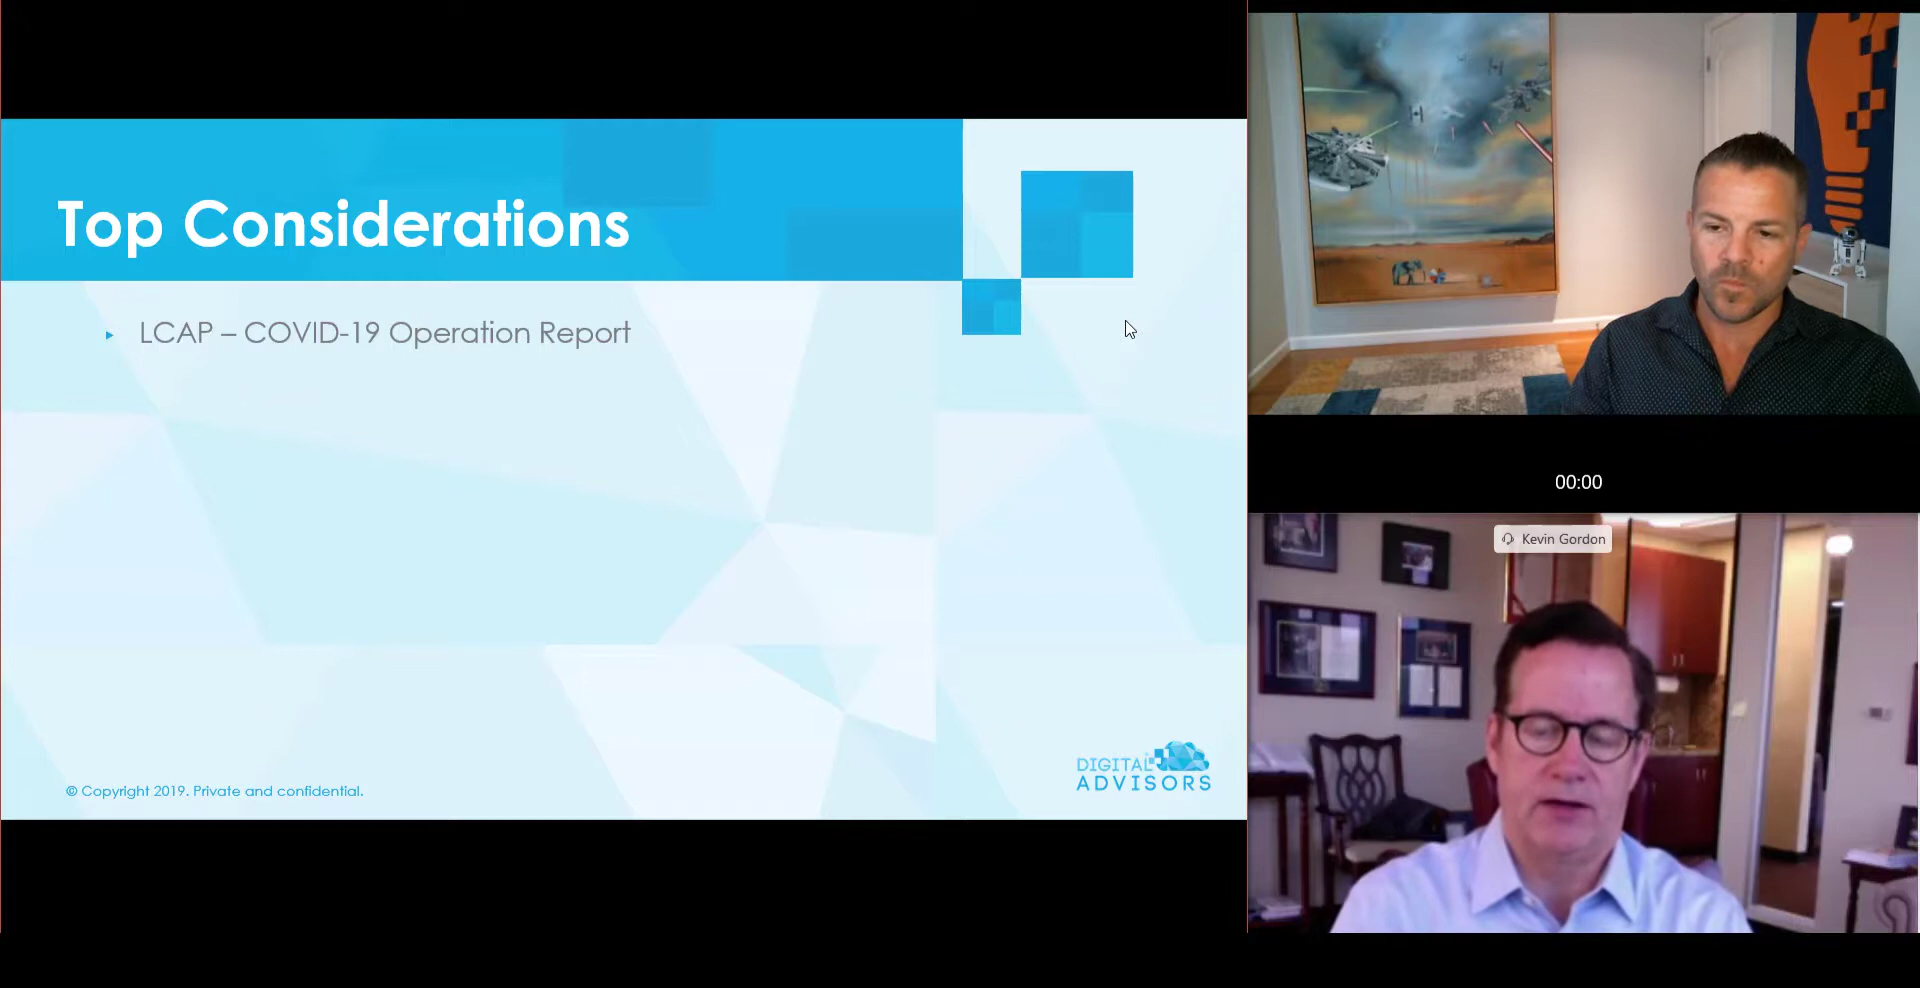 Top Considerations
▸ LCAP – COVID-19 Operation Report
© Copyright 2019. Private and confidential.
DIGITAL
ADVISORS
00:00
Kevin Gordon